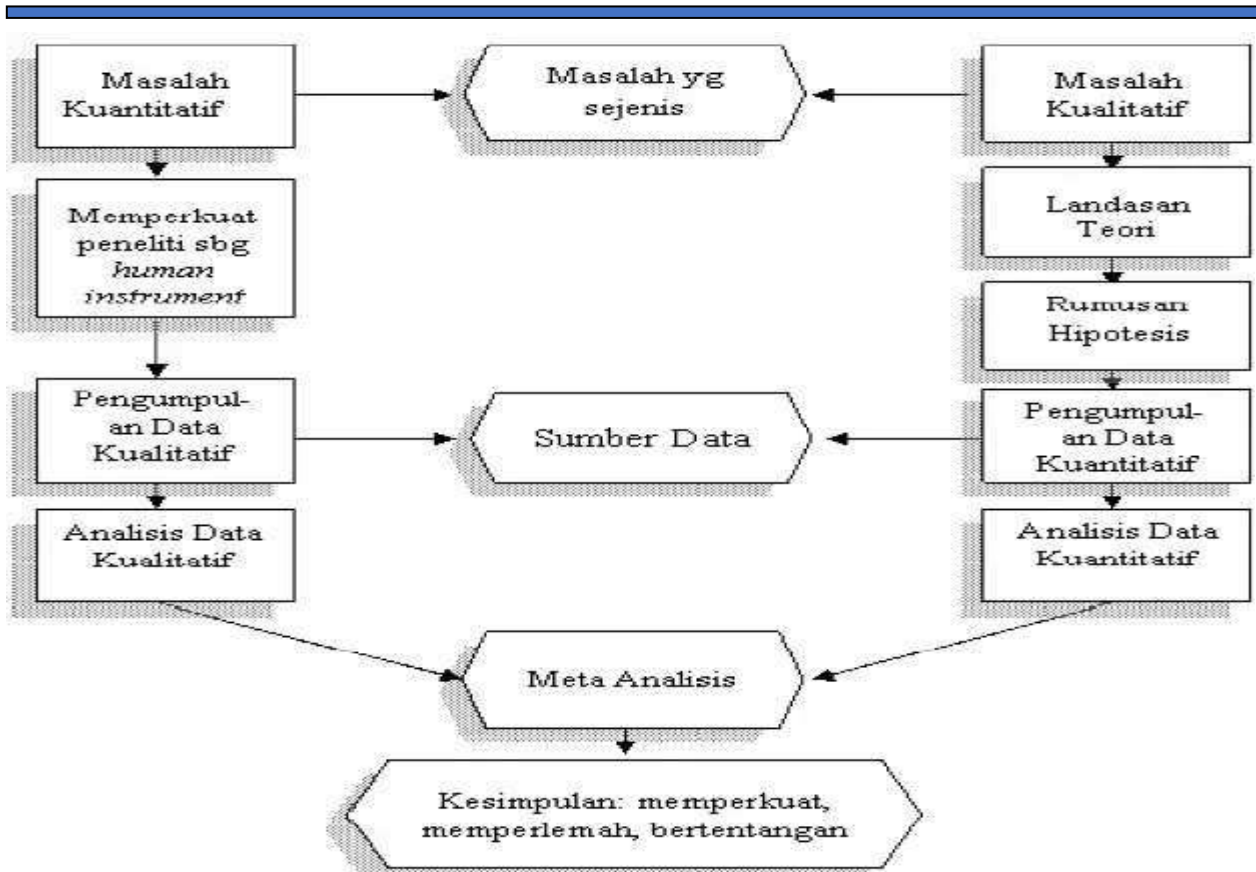 Masalah
Kuantitatif
Masalah yg
sejenis
Masalah
Kualitatif
Memperkuat
peneliti sbg
human
instrument
Landasan
Teori
Rumusan
Hipotesis
Pengumpul-
an Data
Kualitatif
Sumber Data
Pengumpul-
an Data
Kuantitatif
Analisis Data
Kualitatif
Analisis Data
Kuantitatif
Meta Analisis
Kesimpulan: memperkuat,
memperlemah, bertentangan